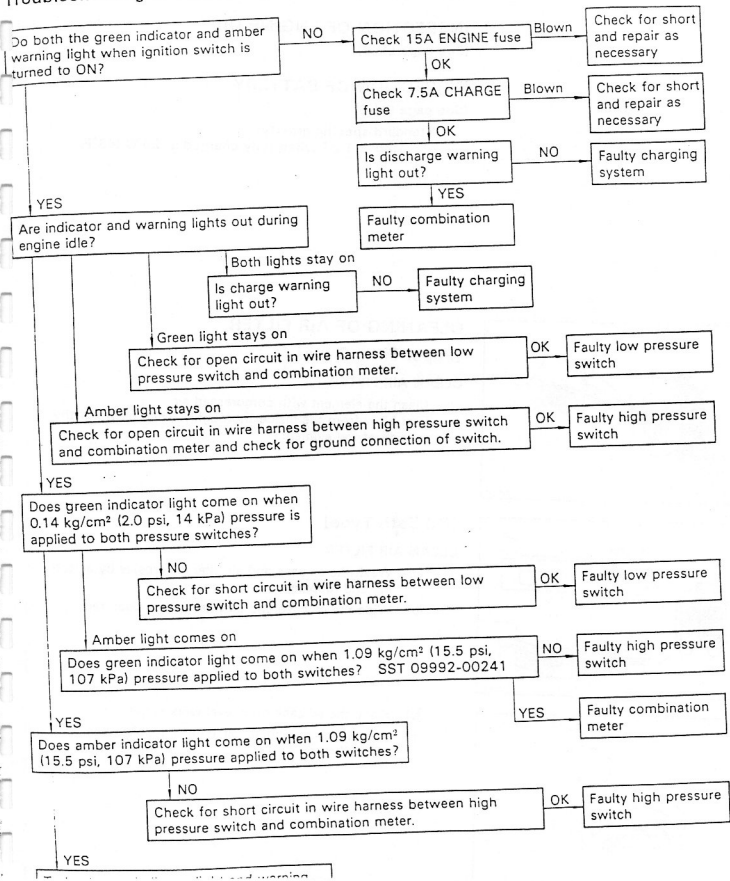 Do both the green indicator and amber
warning light when ignition switch is
turned to ON?
NO
Check 15A ENGINE fuse
Blown
Check for short
and repair as
necessary
OK
Check 7.5A CHARGE
fuse
Blown
Check for short
and repair as
necessary
OK
Is discharge warning
light out?
NO
Faulty charging
system
YES
Faulty combination
meter
YES
Are indicator and warning lights out during
engine idle?
Both lights stay on
Is charge warning
light out?
NO
Faulty charging
system
Green light stays on
Check for open circuit in wire harness between low
pressure switch and combination meter.
OK
Faulty low pressure
switch
Amber light stays on
Check for open circuit in wire harness between high pressure switch
and combination meter and check for ground connection of switch.
OK
Faulty high pressure
switch
YES
Does green indicator light come on when
0.14 kg/cm² (2.0 psi, 14 kPa) pressure is
applied to both pressure switches?
NO
Check for short circuit in wire harness between low
pressure switch and combination meter.
OK
Faulty low pressure
switch
Amber light comes on
Does green indicator light come on when 1.09 kg/cm² (15.5 psi,
107 kPa) pressure applied to both switches? SST 09992-00241
NO
Faulty high pressure
switch
YES
Faulty combination
meter
YES
Does amber indicator light come on when 1.09 kg/cm²
(15.5 psi, 107 kPa) pressure applied to both switches?
NO
Check for short circuit in wire harness between high
pressure switch and combination meter.
OK
Faulty high pressure
switch
YES